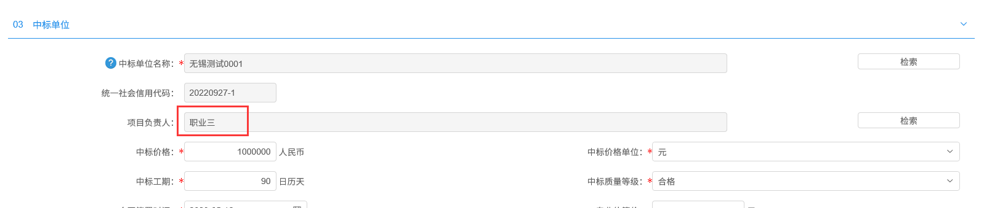 03 中标单位
? 中标单位名称：* 无锡测试0001 检索
统一社会信用代码： 20220927-1
项目负责人： 职业三 检索
中标价格：* 1000000 人民币 中标价格单位：* 元
中标工期：* 90 日历天 中标质量等级：* 合格